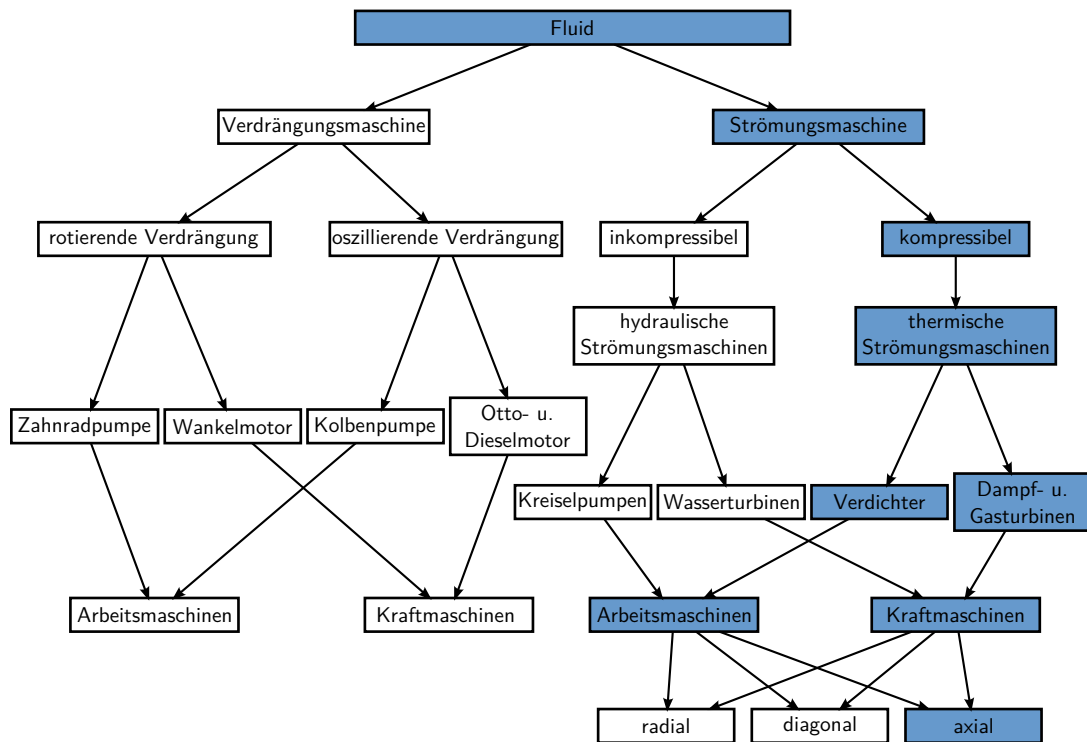 Fluid
Verdrängungsmaschine
Strömungsmaschine
rotierende Verdrängung
oszillierende Verdrängung
inkompressibel
kompressibel
hydraulische
Strömungsmaschinen
thermische
Strömungsmaschinen
Zahnradpumpe
Wankelmotor
Kolbenpumpe
Otto- u.
Dieselmotor
Kreiselpumpen
Wasserturbinen
Verdichter
Dampf- u.
Gasturbinen
Arbeitsmaschinen
Kraftmaschinen
Arbeitsmaschinen
Kraftmaschinen
radial
diagonal
axial